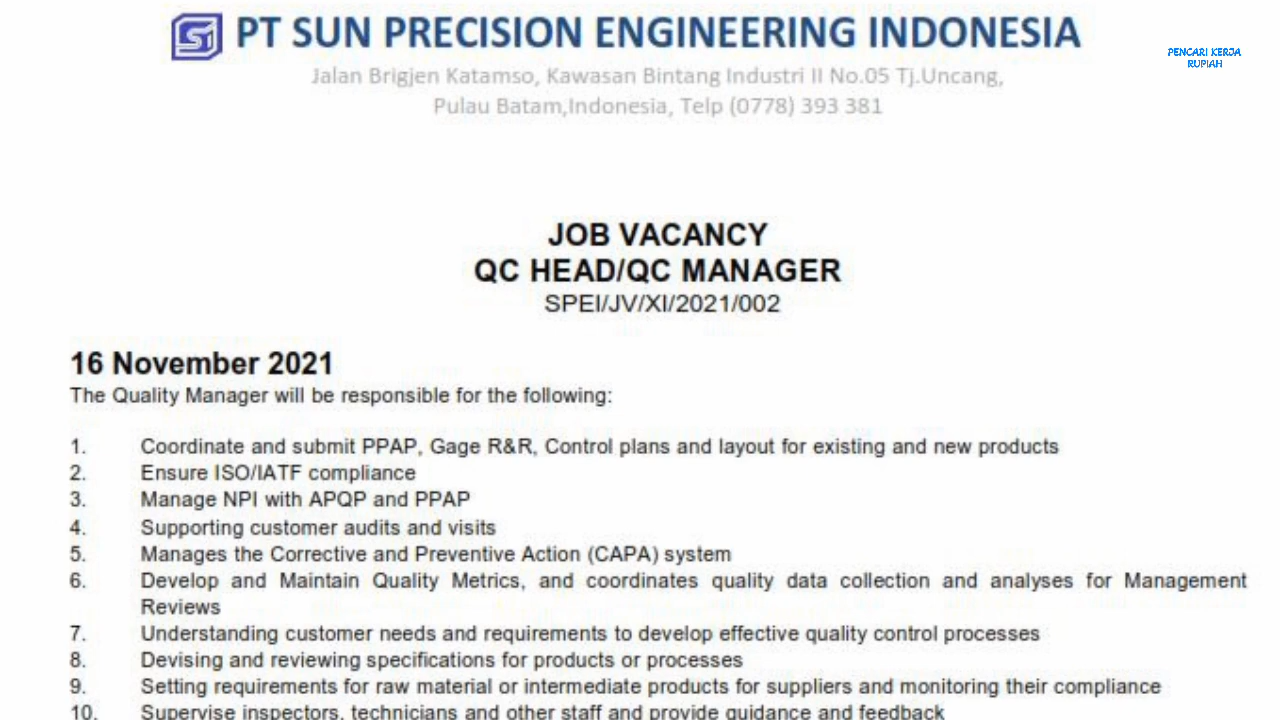 PT SUN PRECISION ENGINEERING INDONESIA
PENCARI KERJA
RUPIAH
Jalan Brigjen Katamso, Kawasan Bintang Industri II No.05 Tj.Uncang,
Pulau Batam,Indonesia, Telp (0778) 393 381
JOB VACANCY
QC HEAD/QC MANAGER
SPEI/JV/XI/2021/002
16 November 2021
The Quality Manager will be responsible for the following:
1. Coordinate and submit PPAP, Gage R&R, Control plans and layout for existing and new products
2. Ensure ISO/IATF compliance
3. Manage NPI with APQP and PPAP
4. Supporting customer audits and visits
5. Manages the Corrective and Preventive Action (CAPA) system
6. Develop and Maintain Quality Metrics, and coordinates quality data collection and analyses for Management
Reviews
7. Understanding customer needs and requirements to develop effective quality control processes
8. Devising and reviewing specifications for products or processes
9. Setting requirements for raw material or intermediate products for suppliers and monitoring their compliance
10. Supervise inspectors, technicians and other staff and provide guidance and feedback